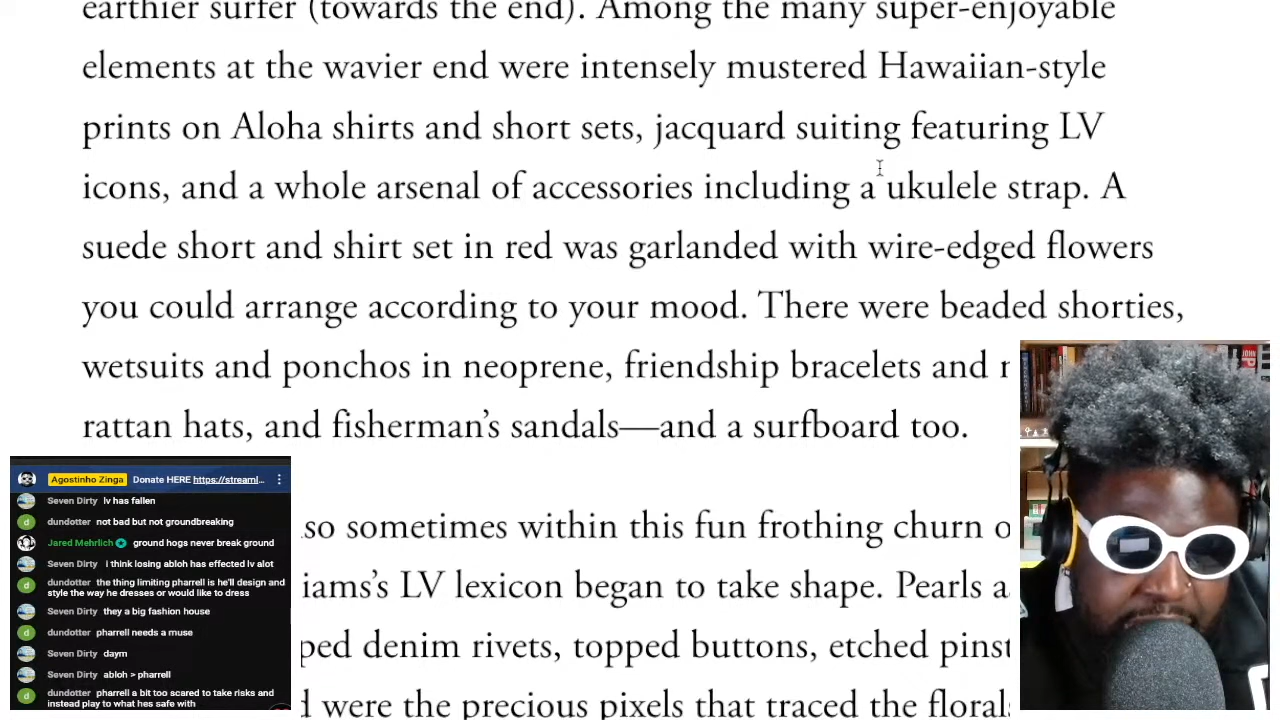 earthier surfer (towards the end). Among the many super-enjoyable
elements at the wavier end were intensely mustered Hawaiian-style
prints on Aloha shirts and short sets, jacquard suiting featuring LV
icons, and a whole arsenal of accessories including a ukulele strap. A
suede short and shirt set in red was garlanded with wire-edged flowers
you could arrange according to your mood. There were beaded shorties,
wetsuits and ponchos in neoprene, friendship bracelets and
rattan hats, and fisherman’s sandals—and a surfboard too.
so sometimes within this fun frothing churn
iams’s LV lexicon began to take shape. Pearls
ped denim rivets, topped buttons, etched
were the precious pixels that traced the
Agostinho Zinga Donate HERE https://streaml...
Seven Dirty lv has fallen
dundotter not bad but not groundbreaking
Jared Mehrlich ground hogs never break ground
Seven Dirty i think losing abloh has effected lv alot
dundotter the thing limiting pharrell is he'll design and
style the way he dresses or would like to dress
Seven Dirty they a big fashion house
dundotter pharrell needs a muse
Seven Dirty daym
Seven Dirty abloh > pharrell
dundotter pharrell a bit too scared to take risks and
instead play to what hes safe with
JOHN